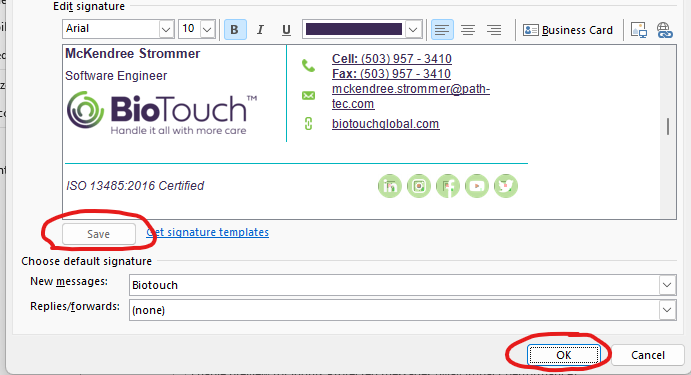 Edit signature
Arial 10 B I U Business Card
McKendree Strommer
Software Engineer
BioTouch™
Handle it all with more care
Cell: (503) 957 - 3410
Fax: (503) 957 - 3410
mckendree.strommer@path-
tec.com
biotouchglobal.com
ISO 13485:2016 Certified
Save Get signature templates
Choose default signature
New messages: Biotouch
Replies/forwards: (none)
OK Cancel